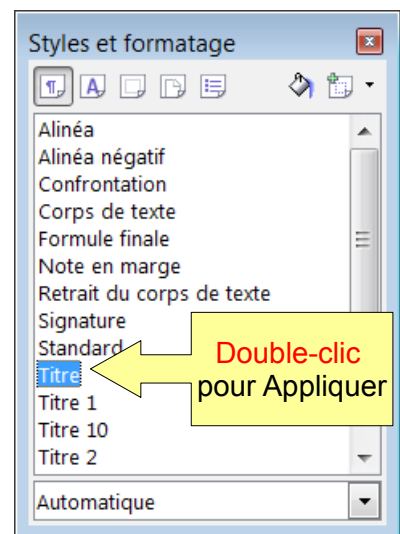 Styles et formatage
Alinéa
Alinéa négatif
Confrontation
Corps de texte
Formule finale
Note en marge
Retrait du corps de texte
Signature
Standard
Titre
Titre 1
Titre 10
Titre 2
Double-clic
pour Appliquer
Automatique